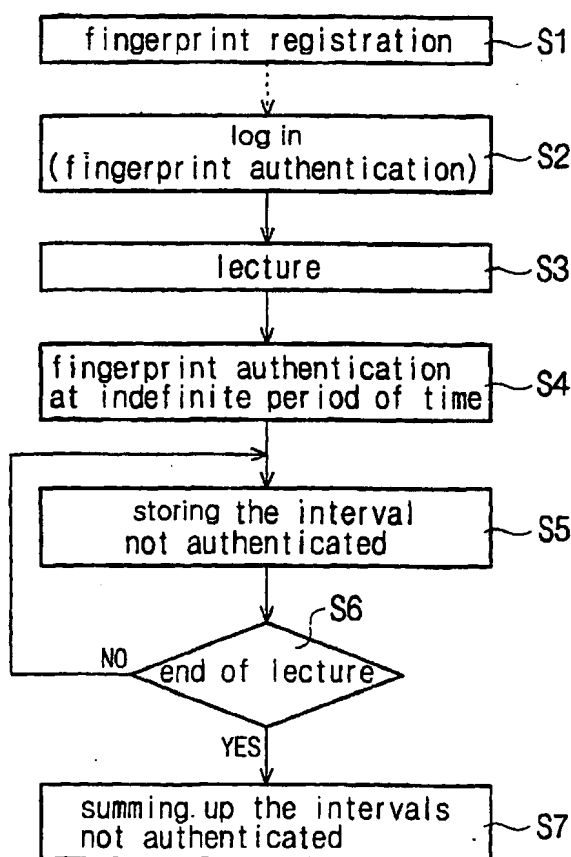 fingerprint registration
S1
log in
(fingerprint authentication)
S2
lecture
S3
fingerprint authentication
at indefinite period of time
S4
storing the interval
not authenticated
S5
S6
end of lecture
NO
YES
summing.up the intervals
not authenticated
S7